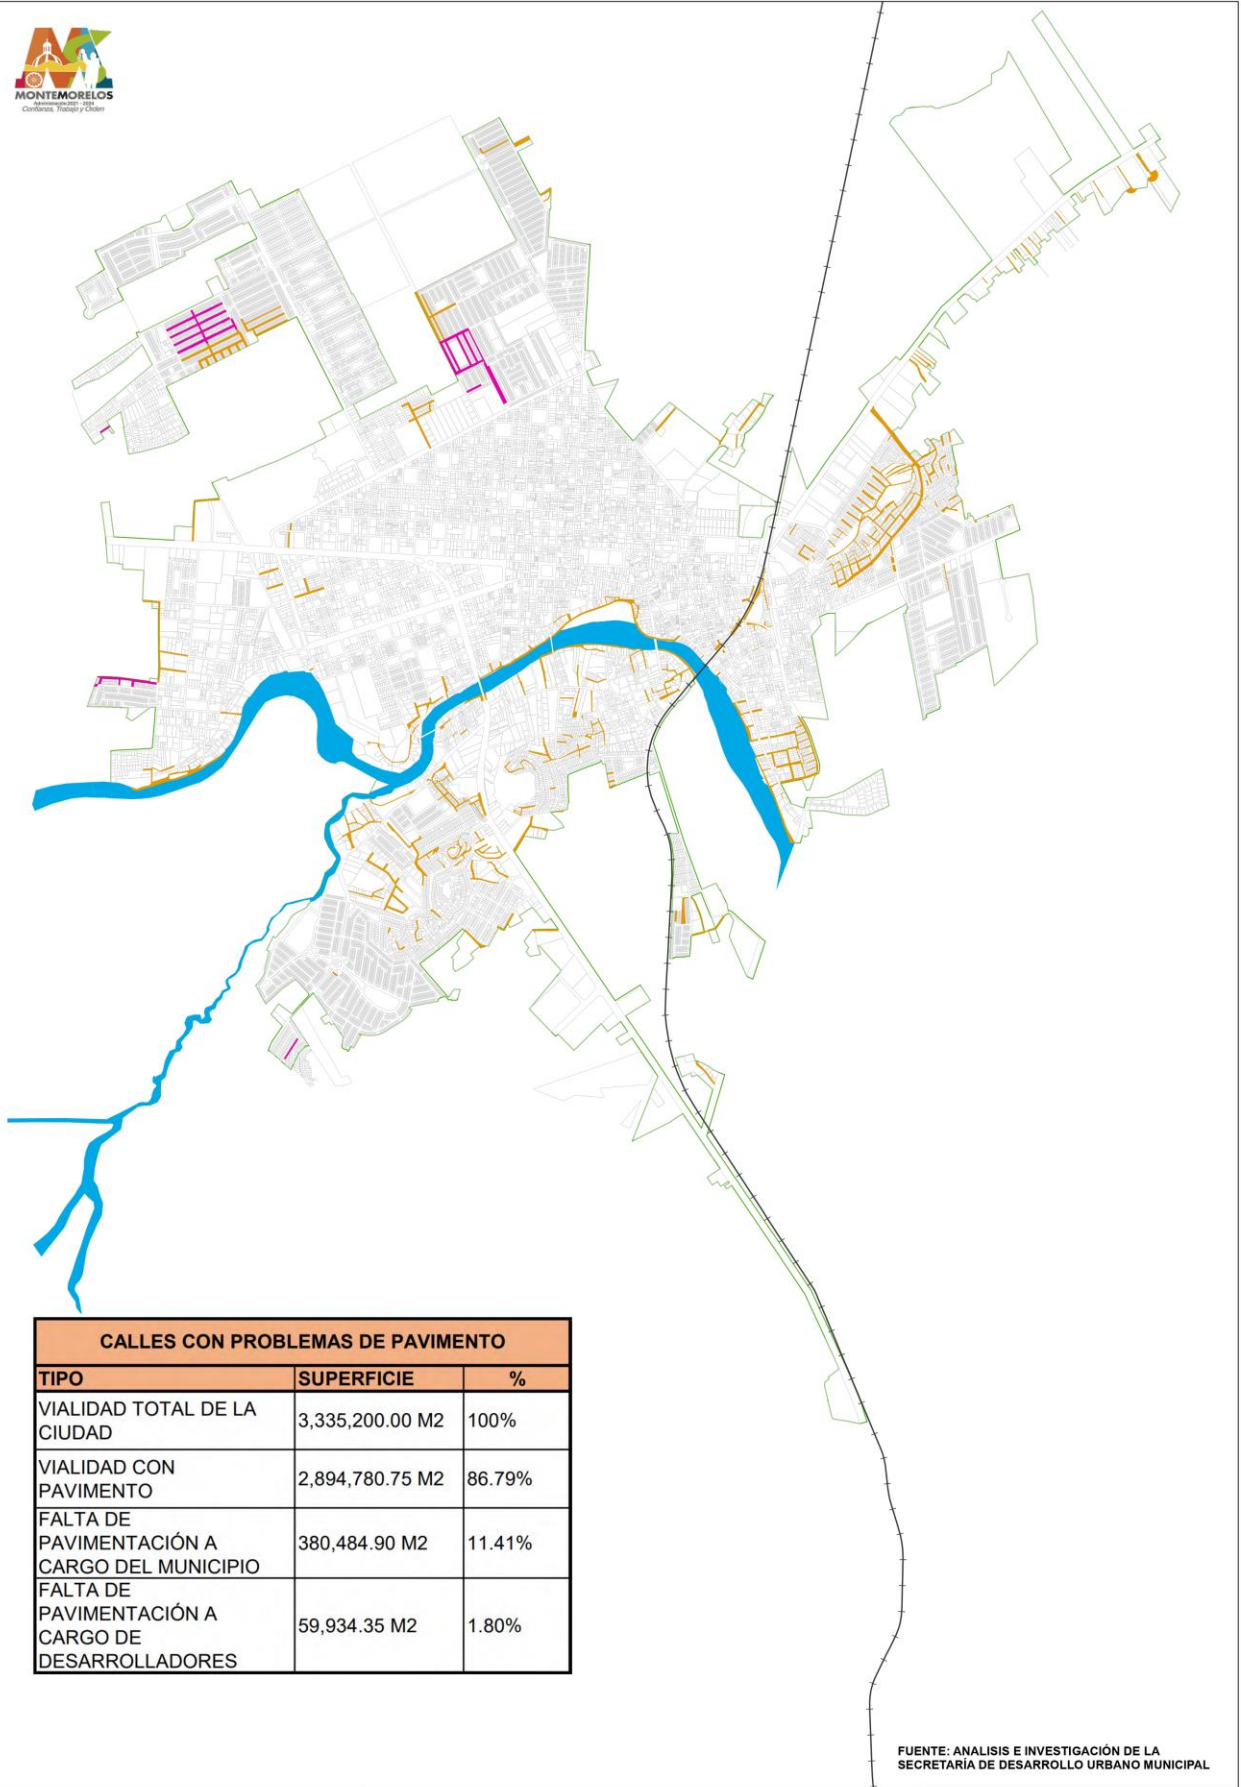 MONTEMORELOS
Administración 2021 - 2024
Confianza, Trabajo y Orden
CALLES CON PROBLEMAS DE PAVIMENTO
TIPO SUPERFICIE %
VIALIDAD TOTAL DE LA
CIUDAD 3,335,200.00 M2 100%
VIALIDAD CON
PAVIMENTO 2,894,780.75 M2 86.79%
FALTA DE
PAVIMENTACIÓN A
CARGO DEL MUNICIPIO 380,484.90 M2 11.41%
FALTA DE
PAVIMENTACIÓN A
CARGO DE
DESARROLLADORES 59,934.35 M2 1.80%
FUENTE: ANALISIS E INVESTIGACIÓN DE LA
SECRETARÍA DE DESARROLLO URBANO MUNICIPAL